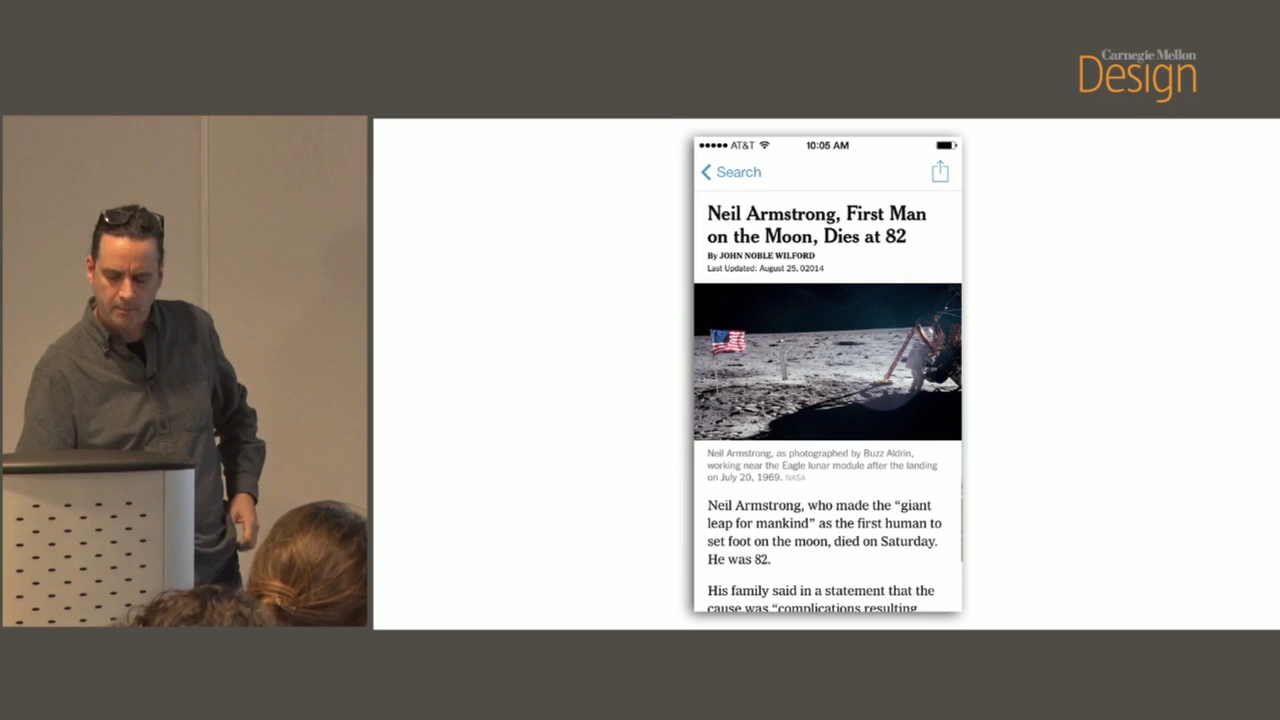 Carnegie Mellon
Design
AT&T 10:05 AM
Search
Neil Armstrong, First Man
on the Moon, Dies at 82
By JOHN NOBLE WILFORD
Last Updated: August 25, 02014
Neil Armstrong, as photographed by Buzz Aldrin,
working near the Eagle lunar module after the landing
on July 20, 1969. NASA
Neil Armstrong, who made the “giant
leap for mankind” as the first human to
set foot on the moon, died on Saturday.
He was 82.
His family said in a statement that the
cause was “complications resulting